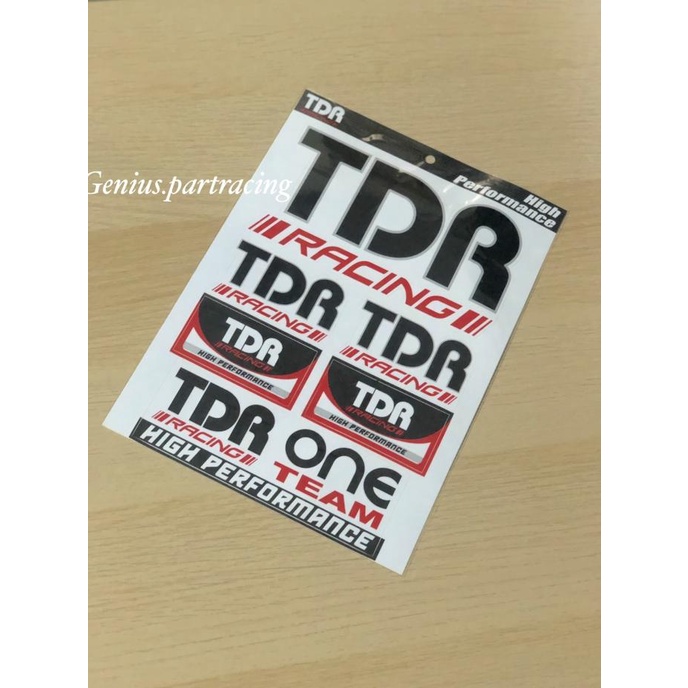 TDR
High
Performance
Genius.partracing
TDR
RACING
TDR
RACING
TDR
RACING
TDR
RACING
HIGH PERFORMANCE
TDR
RACING
HIGH PERFORMANCE
TDR
RACING
ONE
TEAM
HIGH PERFORMANCE